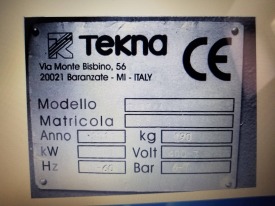 TEKNA
Via Monte Bisbino, 56
20021 Baranzate - MI - ITALY
CE
Modello
Matricola
Anno kg
kW Volt
Hz Bar